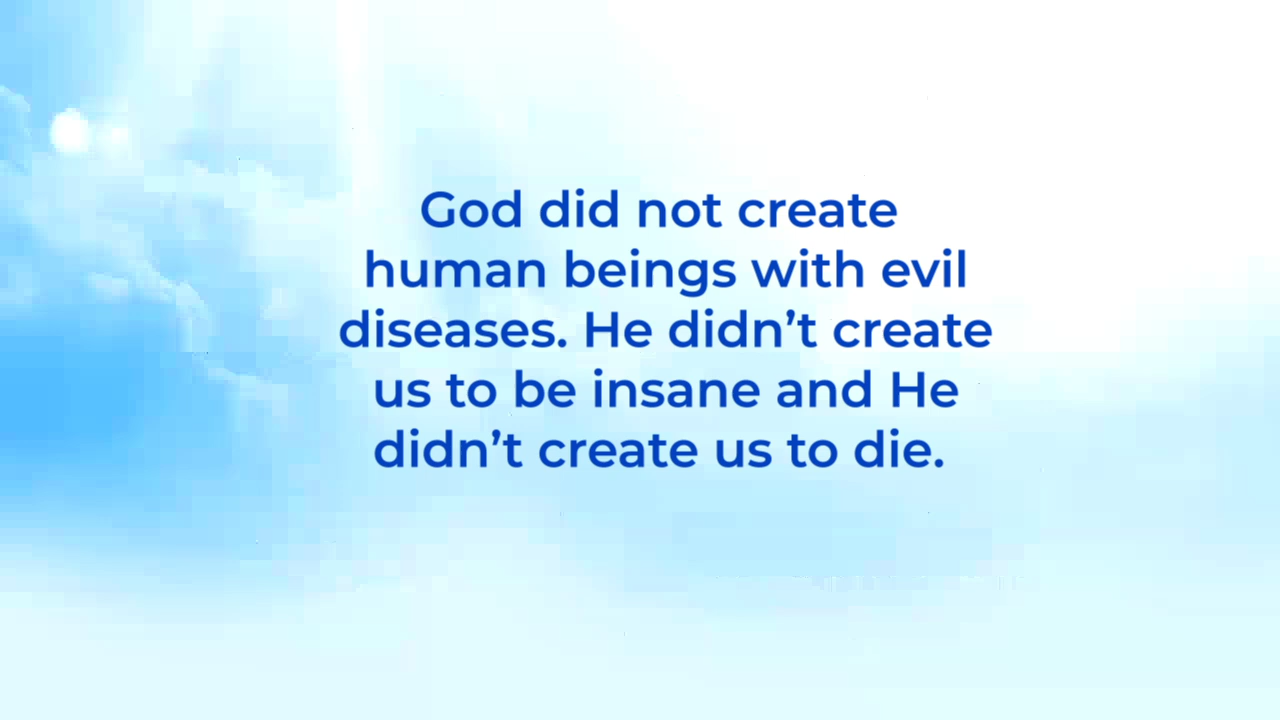 God did not create
human beings with evil
diseases. He didn’t create
us to be insane and He
didn’t create us to die.